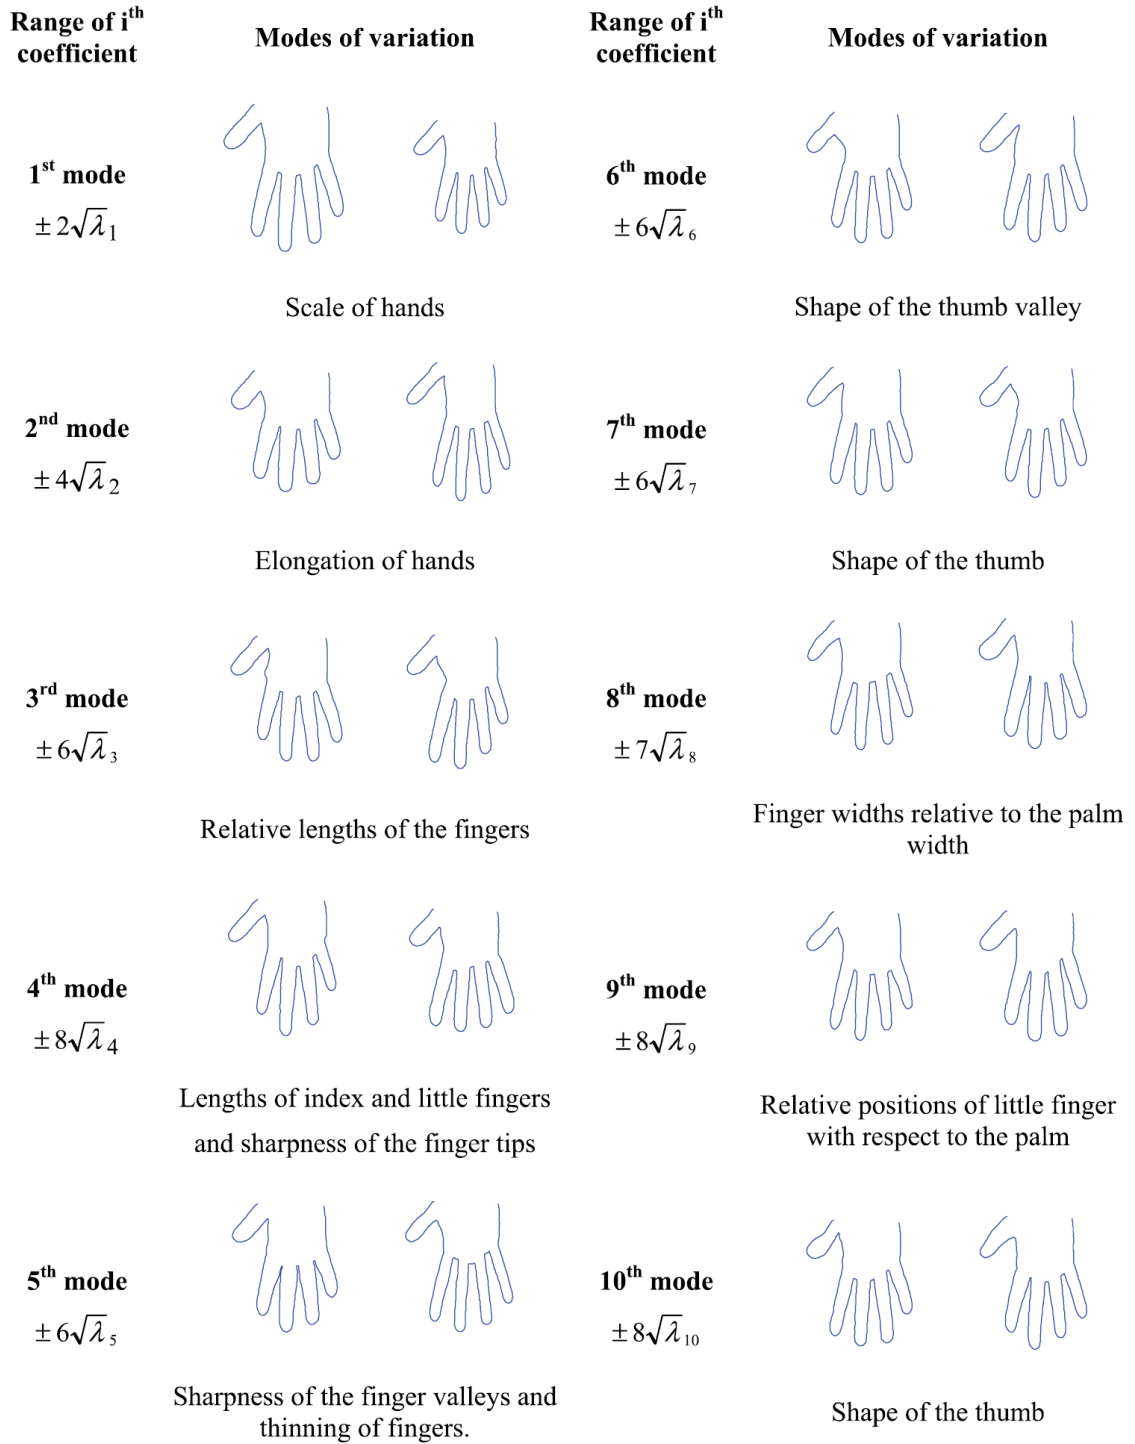 Range of iᵗʰ
coefficient
Modes of variation
1ˢᵗ mode
±2√λ₁
Scale of hands
2ⁿᵈ mode
±4√λ₂
Elongation of hands
3ʳᵈ mode
±6√λ₃
Relative lengths of the fingers
4ᵗʰ mode
±8√λ₄
Lengths of index and little fingers
and sharpness of the finger tips
5ᵗʰ mode
±6√λ₅
Sharpness of the finger valleys and
thinning of fingers.
Range of iᵗʰ
coefficient
Modes of variation
6ᵗʰ mode
±6√λ₆
Shape of the thumb valley
7ᵗʰ mode
±6√λ₇
Shape of the thumb
8ᵗʰ mode
±7√λ₈
Finger widths relative to the palm
width
9ᵗʰ mode
±8√λ₉
Relative positions of little finger
with respect to the palm
10ᵗʰ mode
±8√λ₁₀
Shape of the thumb